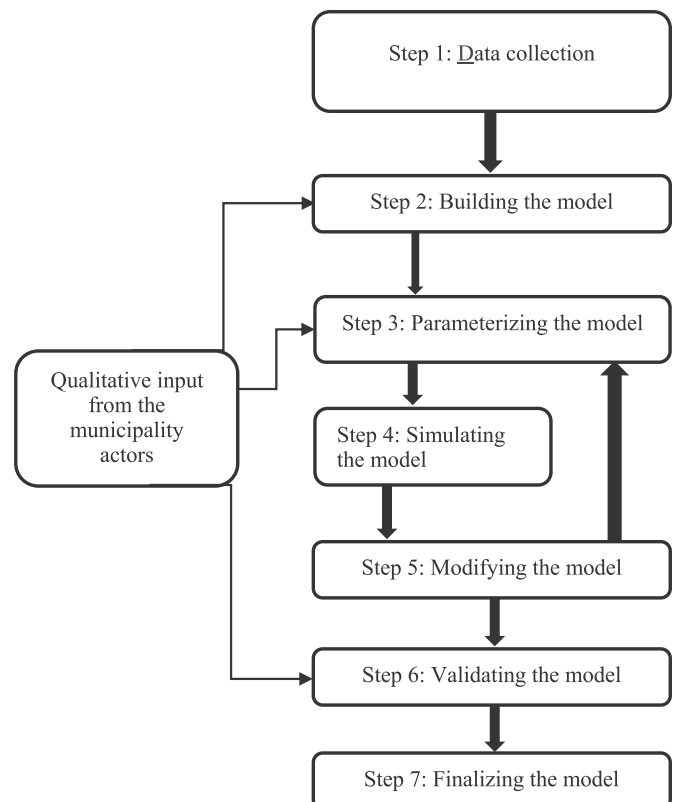 Step 1: Data collection
Step 2: Building the model
Step 3: Parameterizing the model
Qualitative input
from the
municipality
actors
Step 4: Simulating
the model
Step 5: Modifying the model
Step 6: Validating the model
Step 7: Finalizing the model